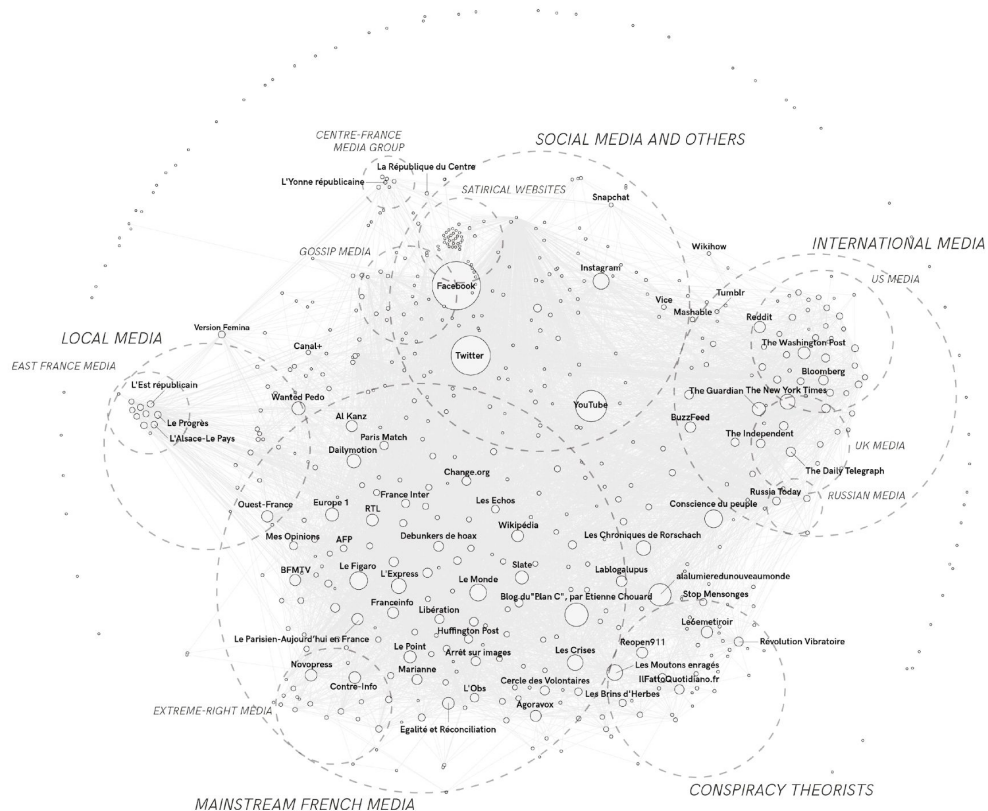 CENTRE-FRANCE
MEDIA GROUP
SOCIAL MEDIA AND OTHERS
La République du Centre
L'Yonne républicaine
SATIRICAL WEBSITES
Snapchat
INTERNATIONAL MEDIA
Wikihow
GOSSIP MEDIA
Instagram
US MEDIA
Facebook
Tumblr
Vice
Mashable
Reddit
Version Femina
LOCAL MEDIA
Canal+
The Washington Post
Twitter
EAST FRANCE MEDIA
Bloomberg
L'Est républicain
The Guardian
The New York Times
Wanted Pedo
YouTube
Al Kanz
BuzzFeed
Le Progrès
The Independent
L'Alsace-Le Pays
Paris Match
UK MEDIA
Dailymotion
The Daily Telegraph
Change.org
Russia Today
RUSSIAN MEDIA
France Inter
Les Echos
Ouest-France
Europe 1
RTL
Conscience du peuple
Wikipédia
Mes Opinions
AFP
Debunkers de hoax
Les Chroniques de Rorschach
BFMTV
Le Figaro
L'Express
Slate
Lablogalupus
alalumieredunouveaumonde
Le Monde
Blog du"Plan C", par Etienne Chouard
Stop Mensonges
Franceinfo
Libération
Legemetiroir
Huffington Post
Le Parisien-Aujourd'hui en France
Reopen911
Révolution Vibratoire
Le Point
Arrêt sur images
Les Crises
Novopress
Marianne
Les Moutons enragés
Contre-Info
Cercle des Volontaires
IlFattoQuotidiano.fr
L'Obs
Les Brins d'Herbes
EXTREME-RIGHT MEDIA
Agoravox
Egalité et Réconciliation
CONSPIRACY THEORISTS
MAINSTREAM FRENCH MEDIA